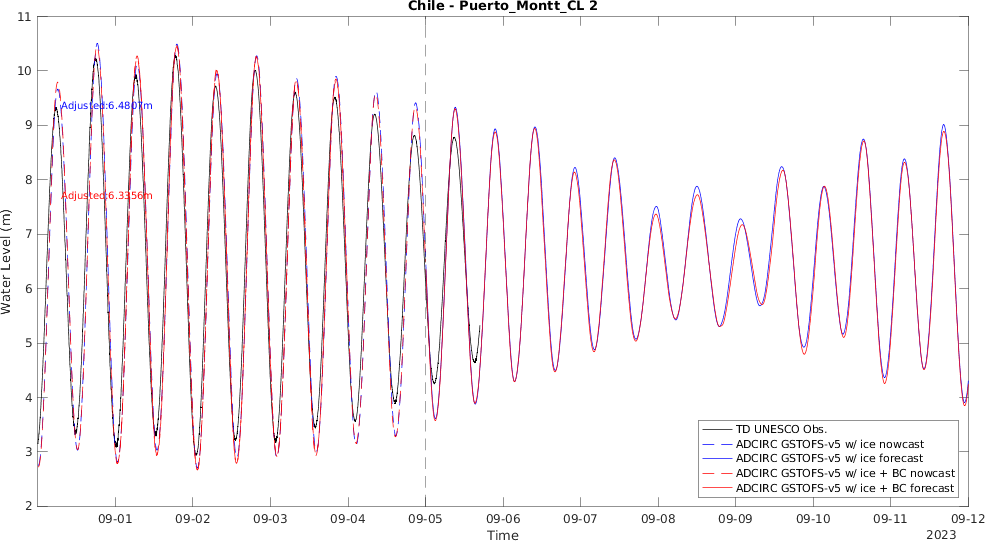 Chile - Puerto_Montt_CL 2
11
10
9
8
7
6
5
4
3
2
Water Level (m)
Adjusted:6.4807m
Adjusted:6.3356m
TD UNESCO Obs.
ADCIRC GSTOFS-v5 w/ ice nowcast
ADCIRC GSTOFS-v5 w/ ice forecast
ADCIRC GSTOFS-v5 w/ ice + BC nowcast
ADCIRC GSTOFS-v5 w/ ice + BC forecast
09-01 09-02 09-03 09-04 09-05 09-06 09-07 09-08 09-09 09-10 09-11 09-12
Time
2023